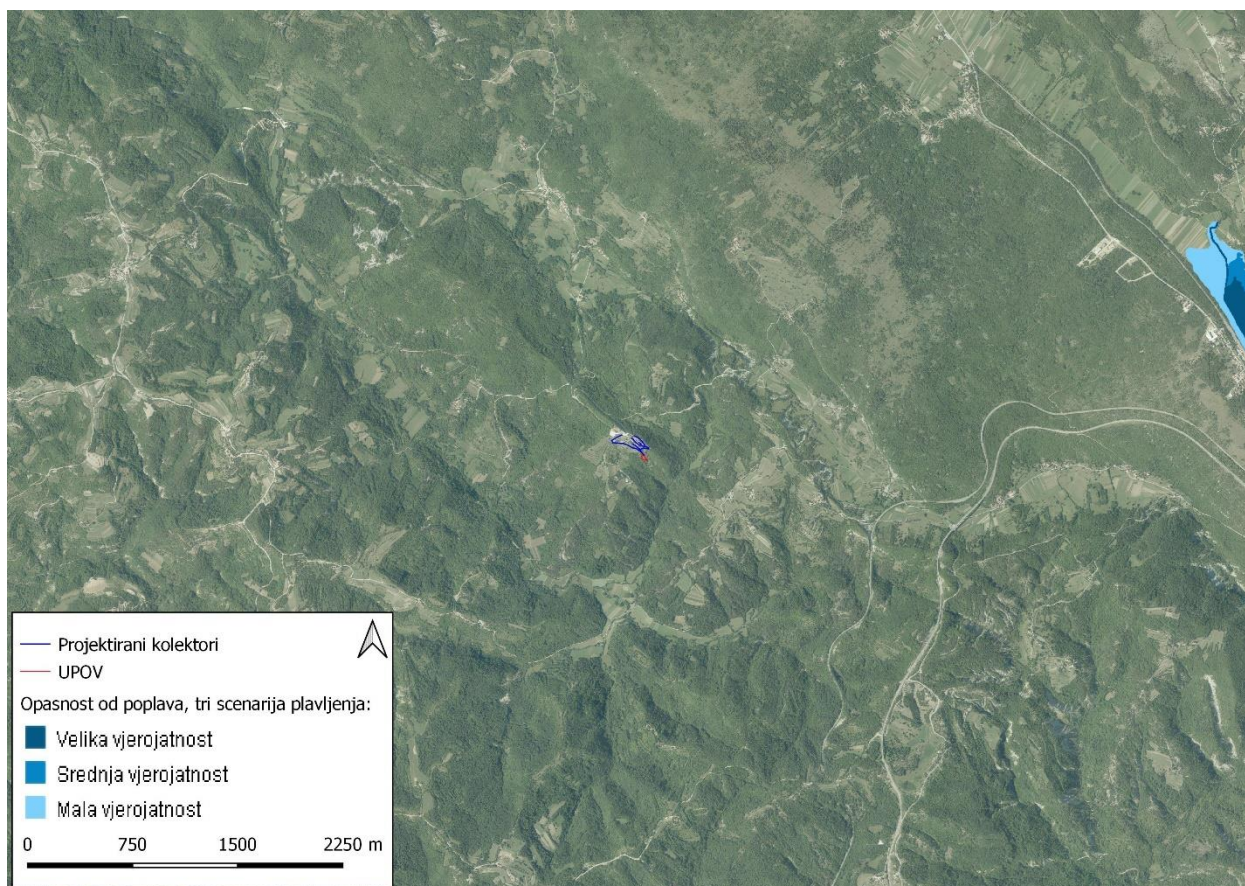 Projektirani kolektori
UPOV
Opasnost od poplava, tri scenarija plavljenja:
Velika vjerojatnost
Srednja vjerojatnost
Mala vjerojatnost
0 750 1500 2250 m